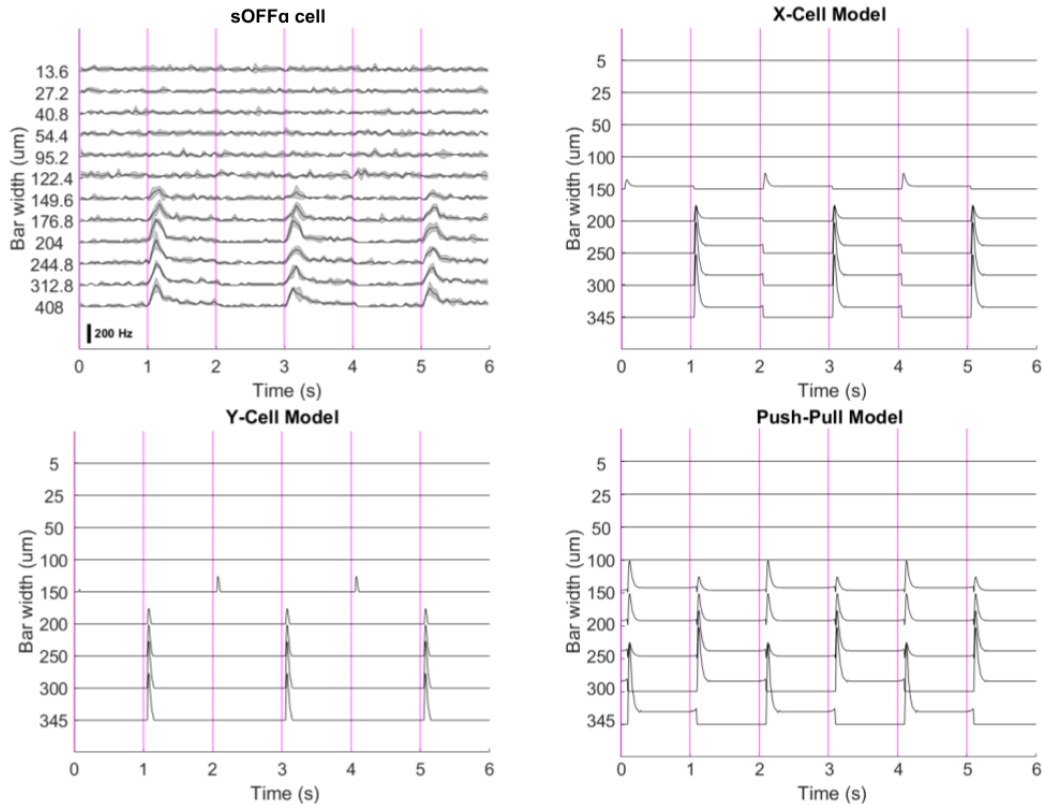 sOFFα cell
Bar width (um)
13.6
27.2
40.8
54.4
95.2
122.4
149.6
176.8
204
244.8
312.8
408
200 Hz
0 1 2 3 4 5 6
Time (s)
X-Cell Model
Bar width (um)
5
25
50
100
150
200
250
300
345
0 1 2 3 4 5 6
Time (s)
Y-Cell Model
Bar width (um)
5
25
50
100
150
200
250
300
345
0 1 2 3 4 5 6
Time (s)
Push-Pull Model
Bar width (um)
5
25
50
100
150
200
250
300
345
0 1 2 3 4 5 6
Time (s)